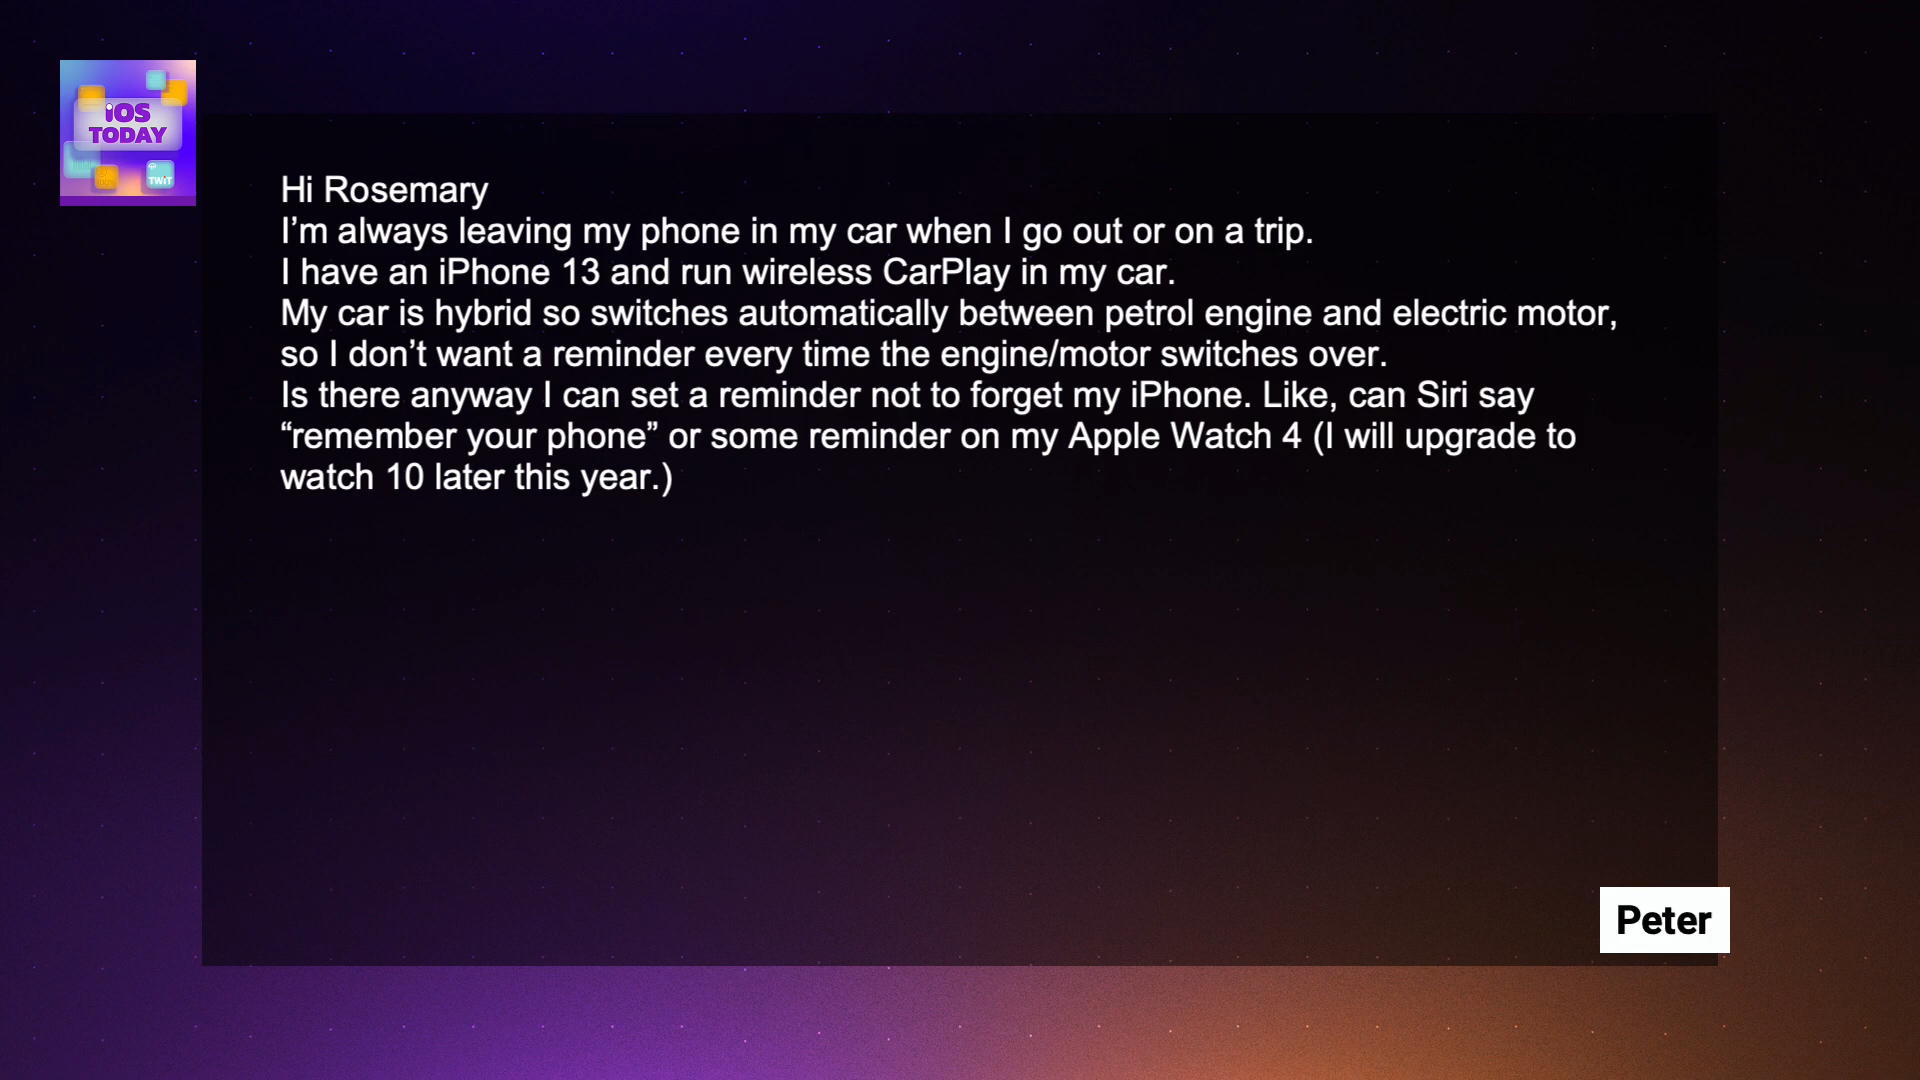 iOS
TODAY
TWiT
Hi Rosemary
I’m always leaving my phone in my car when I go out or on a trip.
I have an iPhone 13 and run wireless CarPlay in my car.
My car is hybrid so switches automatically between petrol engine and electric motor,
so I don’t want a reminder every time the engine/motor switches over.
Is there anyway I can set a reminder not to forget my iPhone. Like, can Siri say
“remember your phone” or some reminder on my Apple Watch 4 (I will upgrade to
watch 10 later this year.)
Peter